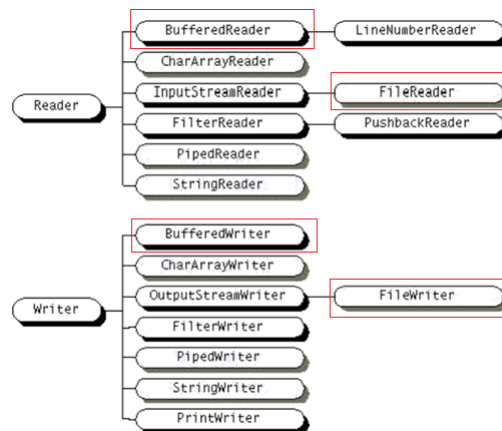 BufferedReader
LineNumberReader
CharArrayReader
InputStreamReader
FileReader
Reader
FilterReader
PushbackReader
PipedReader
StringReader
BufferedWriter
CharArrayWriter
OutputStreamWriter
FileWriter
Writer
FilterWriter
PipedWriter
StringWriter
PrintWriter